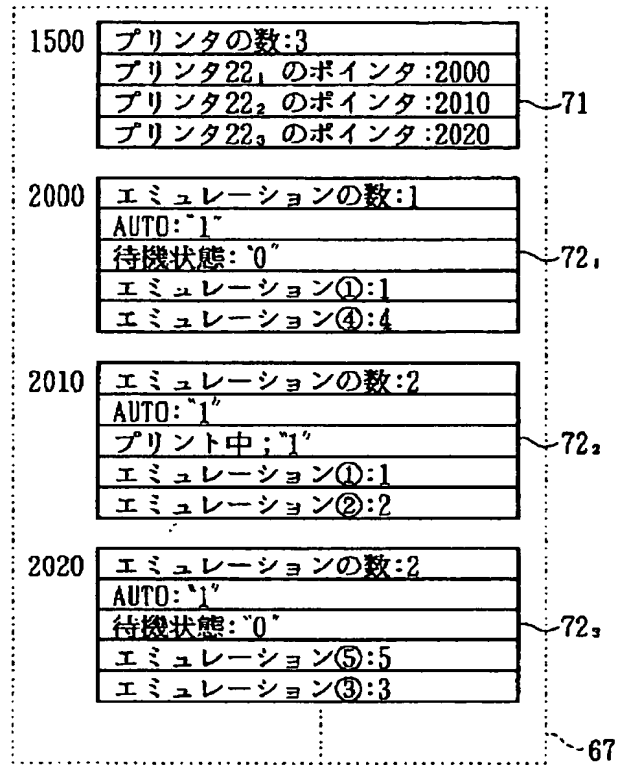 1500 プリンタの数:3
プリンタ22₁ のポインタ:2000
プリンタ22₂ のポインタ:2010
プリンタ22₃ のポインタ:2020
71
2000 エミュレーションの数:1
AUTO:"1"
待機状態:"0"
エミュレーション①:1
エミュレーション④:4
72₁
2010 エミュレーションの数:2
AUTO:"1"
プリント中;"1"
エミュレーション①:1
エミュレーション②:2
72₂
2020 エミュレーションの数:2
AUTO:"1"
待機状態:"0"
エミュレーション⑤:5
エミュレーション③:3
72₃
67